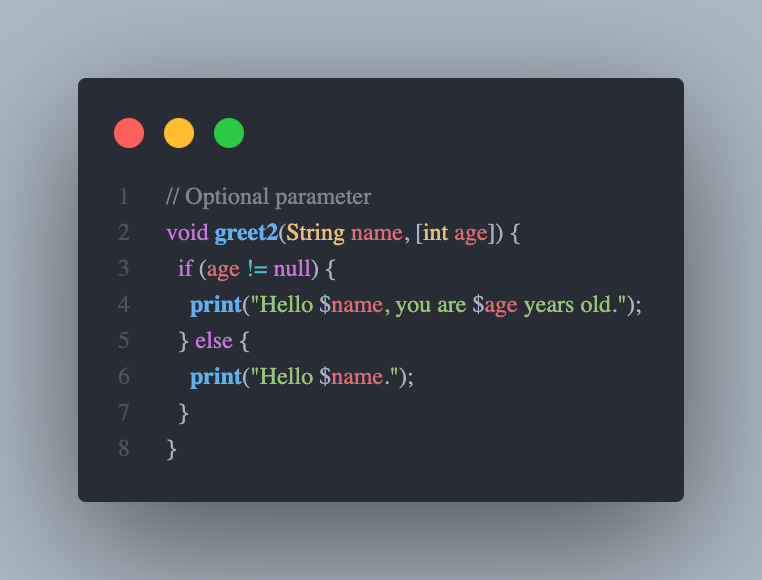 1 // Optional parameter
2 void greet2(String name, [int age]) {
3 if (age != null) {
4 print("Hello $name, you are $age years old.");
5 } else {
6 print("Hello $name.");
7 }
8 }